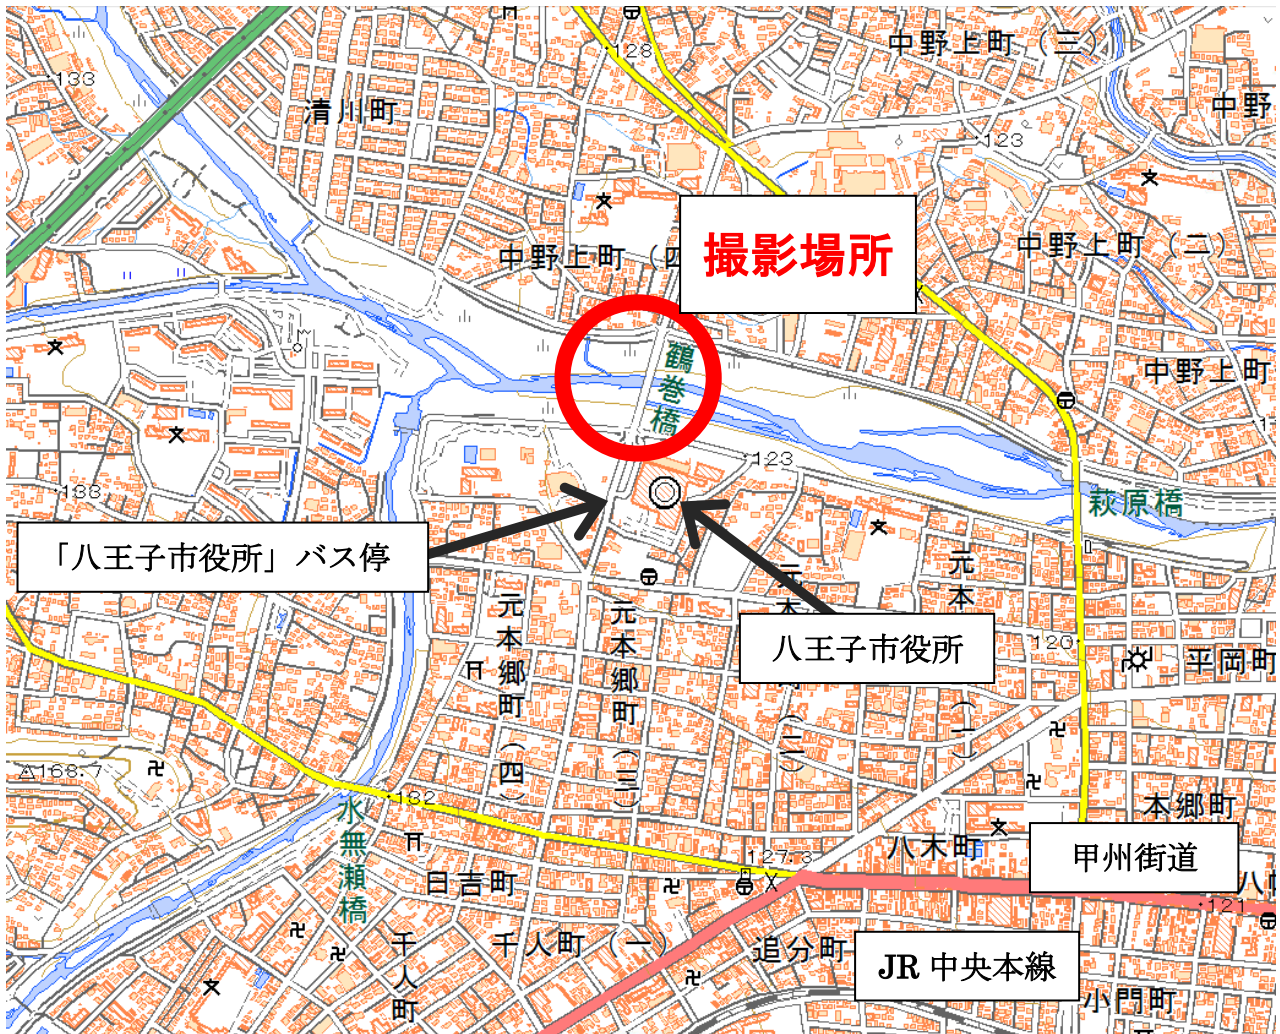 128
中野上町（三）
・133
清川町
中野
・123
撮影場所
中野上町（四
中野上町（二）
鶴巻橋
中野上町
・123
・133
萩原橋
「八王子市役所」バス停
元本郷町（四）
元本郷町（三）
元本
（二）
元本
（一）
八王子市役所
120・
平岡町
△168.7
・132
水無瀬橋
本郷町
127.3
八木町
甲州街道
日吉町
八
・121
千人町
千人町（一）
追分町
JR 中央本線
小門町